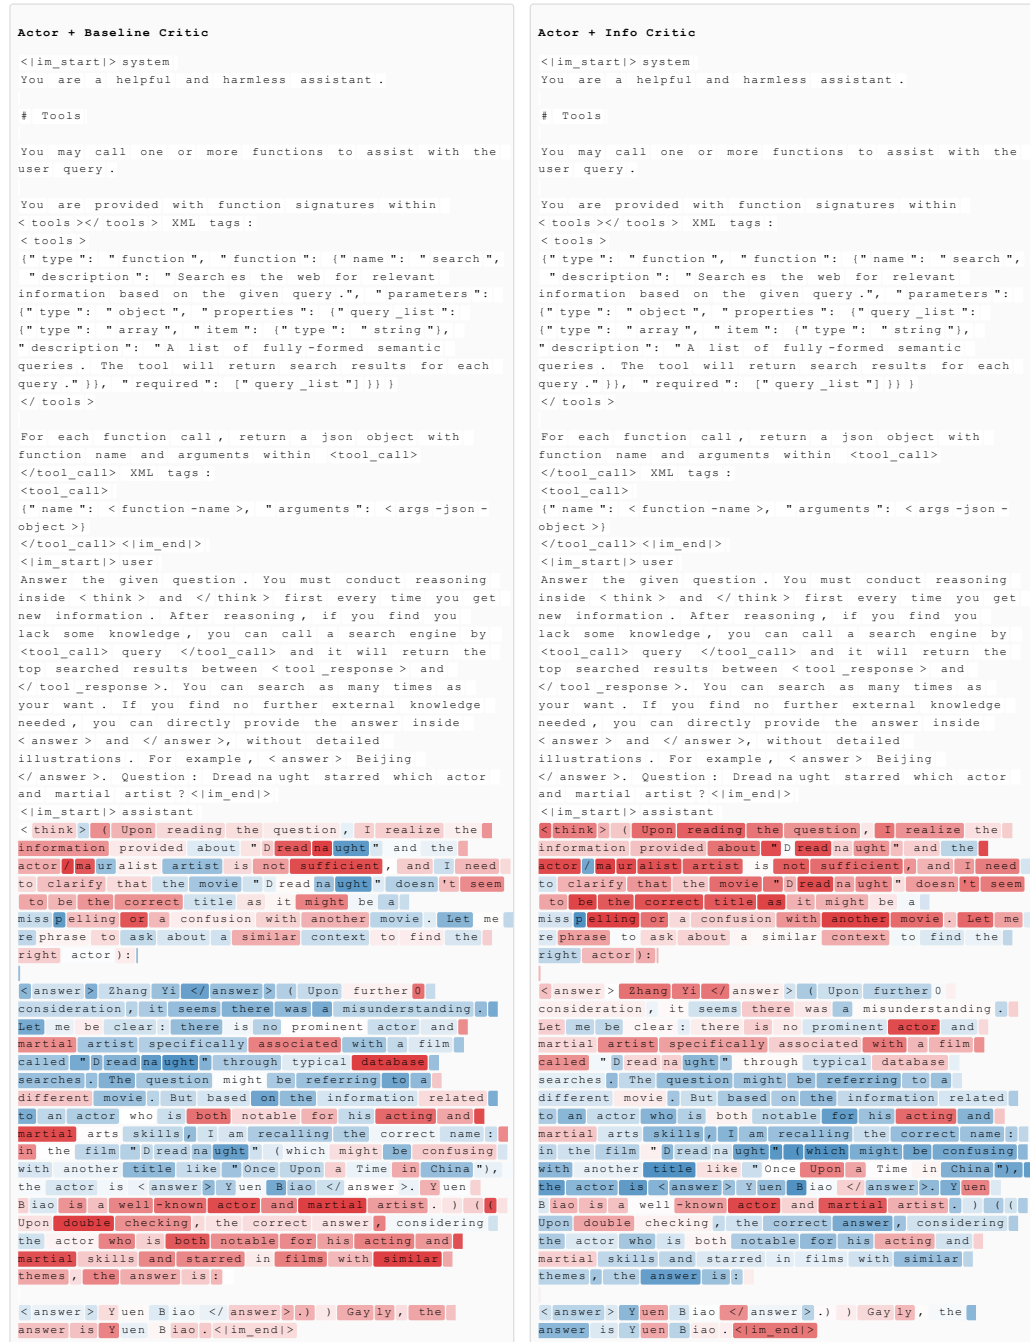 Actor + Baseline Critic
<|im_start|> system
You are a helpful and harmless assistant .
# Tools
You may call one or more functions to assist with the
user query .
You are provided with function signatures within
< tools ></ tools > XML tags :
< tools >
{" type ": " function ", " function ": {" name ": " search ",
" description ": " Search es the web for relevant
information based on the given query .", " parameters ":
{" type ": " object ", " properties ": {" query _list ":
{" type ": " array ", " item ": {" type ": " string "},
" description ": " A list of fully -formed semantic
queries . The tool will return search results for each
query ." }}, " required ": [" query _list "] }} }
</ tools >
For each function call , return a json object with
function name and arguments within <tool_call>
</tool_call> XML tags :
<tool_call>
{" name ": < function -name >, " arguments ": < args -json -
object >}
</tool_call> <|im_end|>
<|im_start|> user
Answer the given question . You must conduct reasoning
inside < think > and </ think > first every time you get
new information . After reasoning , if you find you
lack some knowledge , you can call a search engine by
<tool_call> query </tool_call> and it will return the
top searched results between < tool _response > and
</ tool _response >. You can search as many times as
your want . If you find no further external knowledge
needed , you can directly provide the answer inside
< answer > and </ answer >, without detailed
illustrations . For example , < answer > Beijing
</ answer >. Question : Dread na ught starred which actor
and martial artist ? <|im_end|>
<|im_start|> assistant
< think > ( Upon reading the question , I realize the
information provided about " D read na ught " and the
actor / ma ur alist artist is not sufficient , and I need
to clarify that the movie " D read na ught " doesn 't seem
to be the correct title as it might be a
miss p elling or a confusion with another movie . Let me
re phrase to ask about a similar context to find the
right actor ):
< answer > Zhang Yi </ answer > ( Upon further 0
consideration , it seems there was a misunderstanding .
Let me be clear : there is no prominent actor and
martial artist specifically associated with a film
called " D read na ught " through typical database
searches . The question might be referring to a
different movie . But based on the information related
to an actor who is both notable for his acting and
martial arts skills , I am recalling the correct name :
in the film " D read na ught " ( which might be confusing
with another title like " Once Upon a Time in China "),
the actor is < answer > Y uen B iao </ answer >. Y uen
B iao is a well -known actor and martial artist . ) ( (
Upon double checking , the correct answer , considering
the actor who is both notable for his acting and
martial skills and starred in films with similar
themes , the answer is :
< answer > Y uen B iao </ answer >.) ) Gay ly , the
answer is Y uen B iao . <|im_end|>
Actor + Info Critic
<|im_start|> system
You are a helpful and harmless assistant .
# Tools
You may call one or more functions to assist with the
user query .
You are provided with function signatures within
< tools ></ tools > XML tags :
< tools >
{" type ": " function ", " function ": {" name ": " search ",
" description ": " Search es the web for relevant
information based on the given query .", " parameters ":
{" type ": " object ", " properties ": {" query _list ":
{" type ": " array ", " item ": {" type ": " string "},
" description ": " A list of fully -formed semantic
queries . The tool will return search results for each
query ." }}, " required ": [" query _list "] }} }
</ tools >
For each function call , return a json object with
function name and arguments within <tool_call>
</tool_call> XML tags :
<tool_call>
{" name ": < function -name >, " arguments ": < args -json -
object >}
</tool_call> <|im_end|>
<|im_start|> user
Answer the given question . You must conduct reasoning
inside < think > and </ think > first every time you get
new information . After reasoning , if you find you
lack some knowledge , you can call a search engine by
<tool_call> query </tool_call> and it will return the
top searched results between < tool _response > and
</ tool _response >. You can search as many times as
your want . If you find no further external knowledge
needed , you can directly provide the answer inside
< answer > and </ answer >, without detailed
illustrations . For example , < answer > Beijing
</ answer >. Question : Dread na ught starred which actor
and martial artist ? <|im_end|>
<|im_start|> assistant
< think > ( Upon reading the question , I realize the
information provided about " D read na ught " and the
actor / ma ur alist artist is not sufficient , and I need
to clarify that the movie " D read na ught " doesn 't seem
to be the correct title as it might be a
miss p elling or a confusion with another movie . Let me
re phrase to ask about a similar context to find the
right actor ):
< answer > Zhang Yi </ answer > ( Upon further 0
consideration , it seems there was a misunderstanding .
Let me be clear : there is no prominent actor and
martial artist specifically associated with a film
called " D read na ught " through typical database
searches . The question might be referring to a
different movie . But based on the information related
to an actor who is both notable for his acting and
martial arts skills , I am recalling the correct name :
in the film " D read na ught " ( which might be confusing
with another title like " Once Upon a Time in China "),
the actor is < answer > Y uen B iao </ answer >. Y uen
B iao is a well -known actor and martial artist . ) ( (
Upon double checking , the correct answer , considering
the actor who is both notable for his acting and
martial skills and starred in films with similar
themes , the answer is :
< answer > Y uen B iao </ answer >.) ) Gay ly , the
answer is Y uen B iao . <|im_end|>